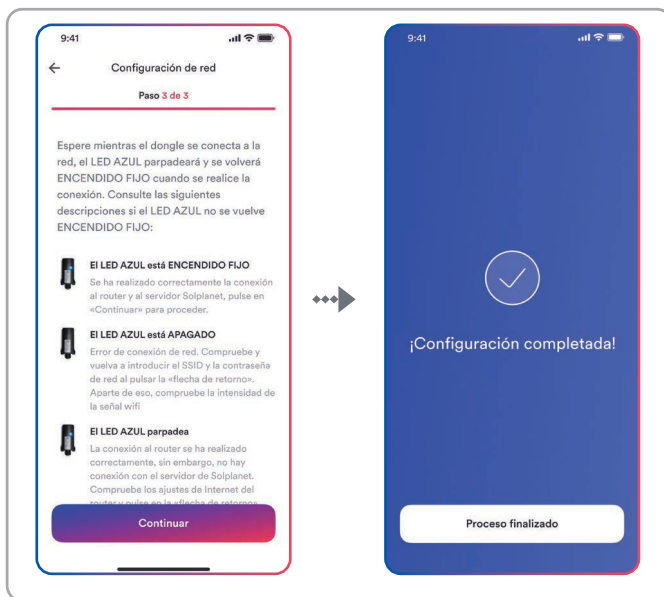 9:41
Configuración de red
Paso 3 de 3
Espere mientras el dongle se conecta a la
red, el LED AZUL parpadeará y se volverá
ENCENDIDO FIJO cuando se realice la
conexión. Consulte las siguientes
descripciones si el LED AZUL no se vuelve
ENCENDIDO FIJO:
El LED AZUL está ENCENDIDO FIJO
Se ha realizado correctamente la conexión
al router y al servidor Solplanet, pulse en
«Continuar» para proceder.
El LED AZUL está APAGADO
Error de conexión de red. Compruebe y
vuelva a introducir el SSID y la contraseña
de red al pulsar la «flecha de retorno».
Aparte de eso, compruebe la intensidad de
la señal wifi
El LED AZUL parpadea
La conexión al router se ha realizado
correctamente, sin embargo, no hay
conexión con el servidor de Solplanet.
Compruebe los ajustes de Internet del
router y pulse en la «flecha de retorno»
Continuar
9:41
¡Configuración completada!
Proceso finalizado